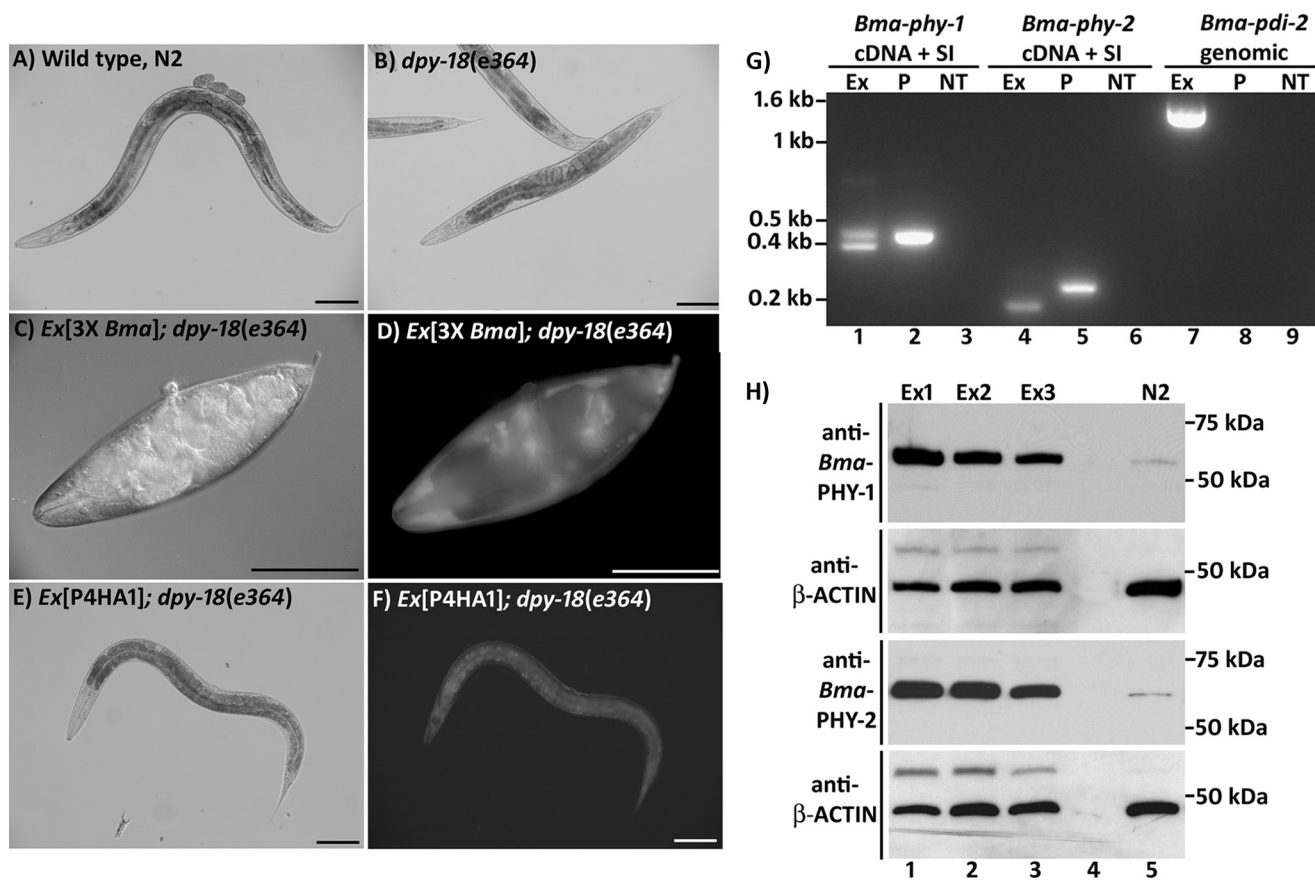 A) Wild type, N2
B) dpy-18(e364)
C) Ex[3X Bma]; dpy-18(e364)
D) Ex[3X Bma]; dpy-18(e364)
E) Ex[P4HA1]; dpy-18(e364)
F) Ex[P4HA1]; dpy-18(e364)
G)
Bma-phy-1 Bma-phy-2 Bma-pdi-2
cDNA + SI cDNA + SI genomic
Ex P NT Ex P NT Ex P NT
1.6 kb
1 kb
0.5 kb
0.4 kb
0.2 kb
1 2 3 4 5 6 7 8 9
H)
Ex1 Ex2 Ex3 N2
anti-
Bma-
PHY-1
75 kDa
50 kDa
anti-
β-ACTIN
50 kDa
anti-
Bma-
PHY-2
75 kDa
50 kDa
anti-
β-ACTIN
50 kDa
1 2 3 4 5